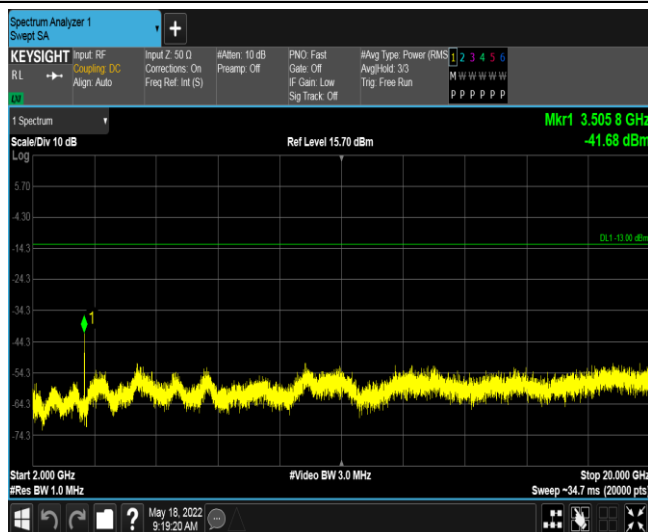 Spectrum Analyzer 1
Swept SA
+
KEYSIGHT
RL
LM
Input: RF
Coupling: DC
Align: Auto
Input Z: 50 Ω
Corrections: On
Freq Ref: Int (S)
#Atten: 10 dB
Preamp: Off
PNO: Fast
Gate: Off
IF Gain: Low
Sig Track: Off
#Avg Type: Power (RMS
Avg|Hold: 3/3
Trig: Free Run
1 2 3 4 5 6
M W W W W W
P P P P P P
1 Spectrum
Mkr1 3.505 8 GHz
-41.68 dBm
Scale/Div 10 dB
Ref Level 15.70 dBm
Log
5.70
-4.30
DL1 -13.00 dBm
-14.3
-24.3
-34.3
1
-44.3
-54.3
-64.3
-74.3
Start 2.000 GHz
#Video BW 3.0 MHz
Stop 20.000 GHz
#Res BW 1.0 MHz
Sweep ~34.7 ms (20000 pts)
?
May 18, 2022
9:19:20 AM